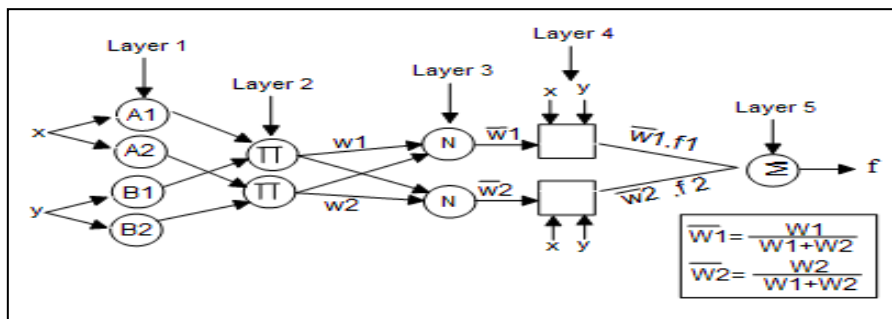 Layer 1
Layer 2
Layer 3
Layer 4
Layer 5
x
y
A1
A2
B1
B2
∏
∏
w1
w2
N
N
w̅1
w̅2
x y
x y
w̅1.f1
w̅2 .f2
Σ
f
W̅1= W1 / W1+W2
W̅2= W2 / W1+W2